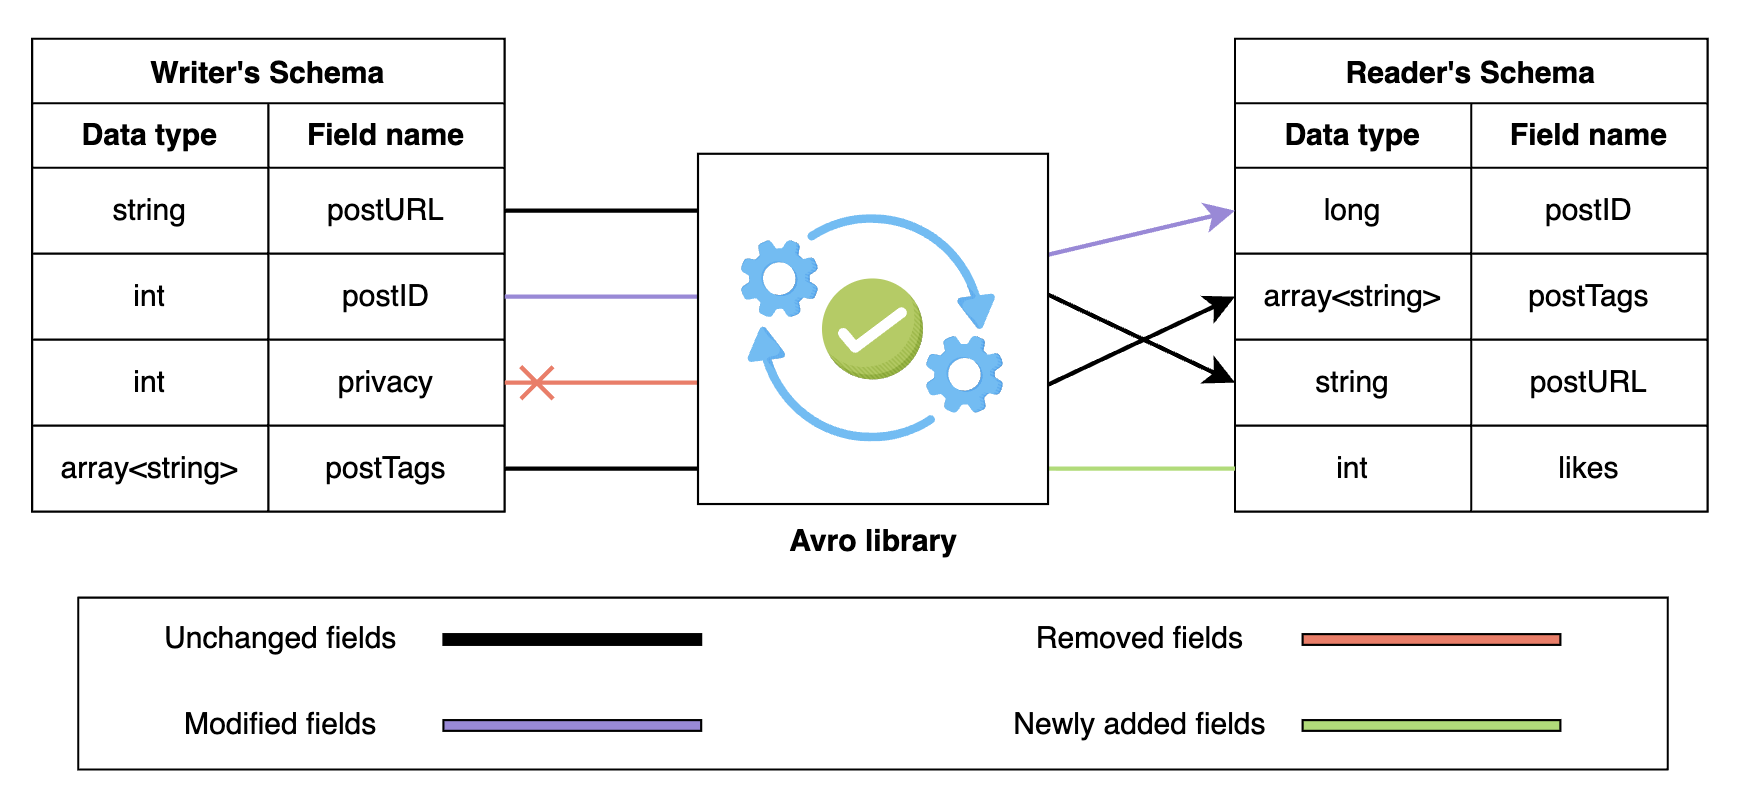 Writer's Schema
Data type Field name
string postURL
int postID
int privacy
array<string> postTags
Avro library
Reader's Schema
Data type Field name
long postID
array<string> postTags
string postURL
int likes
Unchanged fields
Removed fields
Modified fields
Newly added fields